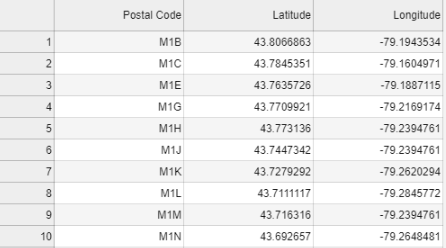 Postal Code Latitude Longitude
1 M1B 43.8066863 -79.1943534
2 M1C 43.7845351 -79.1604971
3 M1E 43.7635726 -79.1887115
4 M1G 43.7709921 -79.2169174
5 M1H 43.773136 -79.2394761
6 M1J 43.7447342 -79.2394761
7 M1K 43.7279292 -79.2620294
8 M1L 43.7111117 -79.2845772
9 M1M 43.716316 -79.2394761
10 M1N 43.692657 -79.2648481